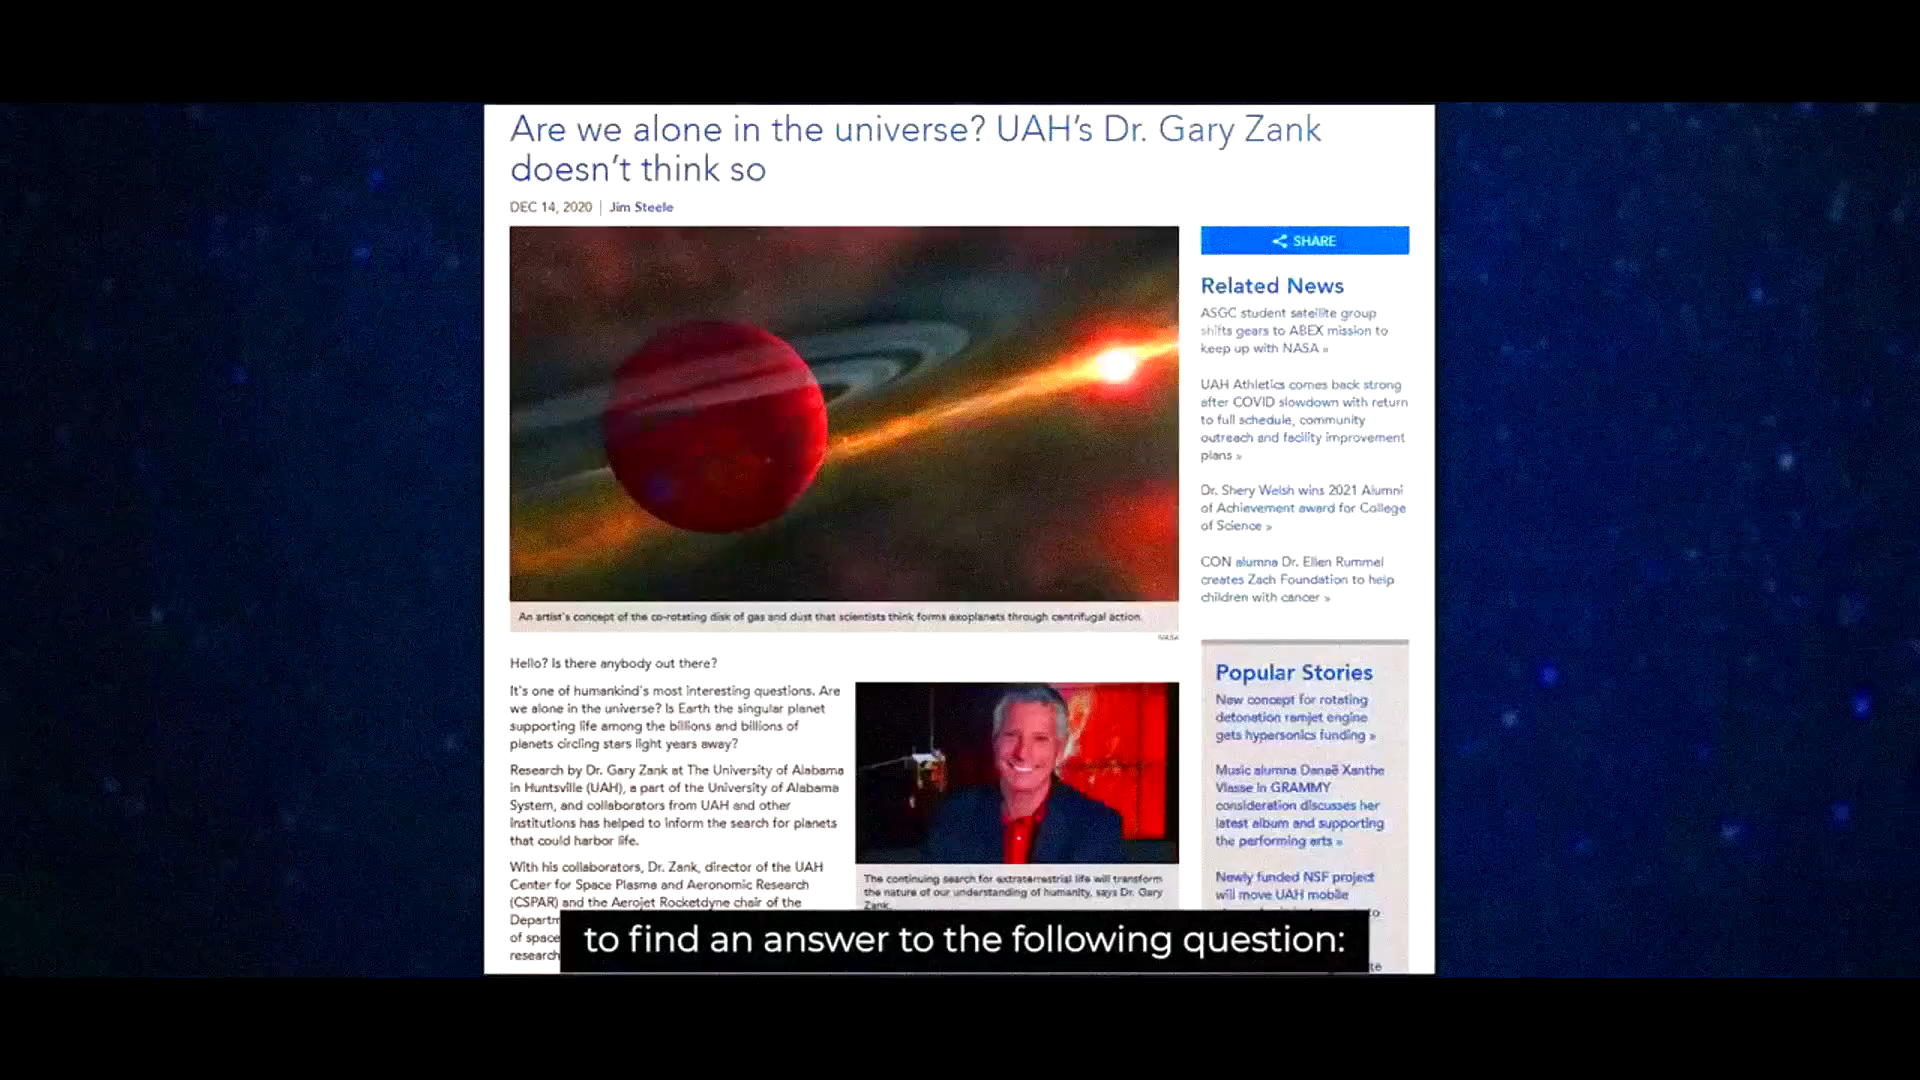 Are we alone in the universe? UAH's Dr. Gary Zank
doesn't think so
DEC 14, 2020 | Jim Steele
An artist's concept of the co-rotating disk of gas and dust that scientists think forms exoplanets through centrifugal action.
NASA
Hello? Is there anybody out there?
It's one of humankind's most interesting questions. Are
we alone in the universe? Is Earth the singular planet
supporting life among the billions and billions of
planets circling stars light years away?
Research by Dr. Gary Zank at The University of Alabama
in Huntsville (UAH), a part of the University of Alabama
System, and collaborators from UAH and other
institutions has helped to inform the search for planets
that could harbor life.
With his collaborators, Dr. Zank, director of the UAH
Center for Space Plasma and Aeronomic Research
(CSPAR) and the Aerojet Rocketdyne chair of the
of space
research
The continuing search for extraterrestrial life will transform
the nature of our understanding of humanity, says Dr. Gary
Zank.
SHARE
Related News
ASGC student satellite group
shifts gears to ABEX mission to
keep up with NASA »
UAH Athletics comes back strong
after COVID slowdown with return
to full schedule, community
outreach and facility improvement
plans »
Dr. Shery Welsh wins 2021 Alumni
of Achievement award for College
of Science »
CON alumna Dr. Ellen Rummel
creates Zach Foundation to help
children with cancer »
Popular Stories
New concept for rotating
detonation ramjet engine
gets hypersonics funding »
Music alumna Danaë Xanthe
Vlasse in GRAMMY
consideration discusses her
latest album and supporting
the performing arts »
Newly funded NSF project
will move UAH mobile
to find an answer to the following question: